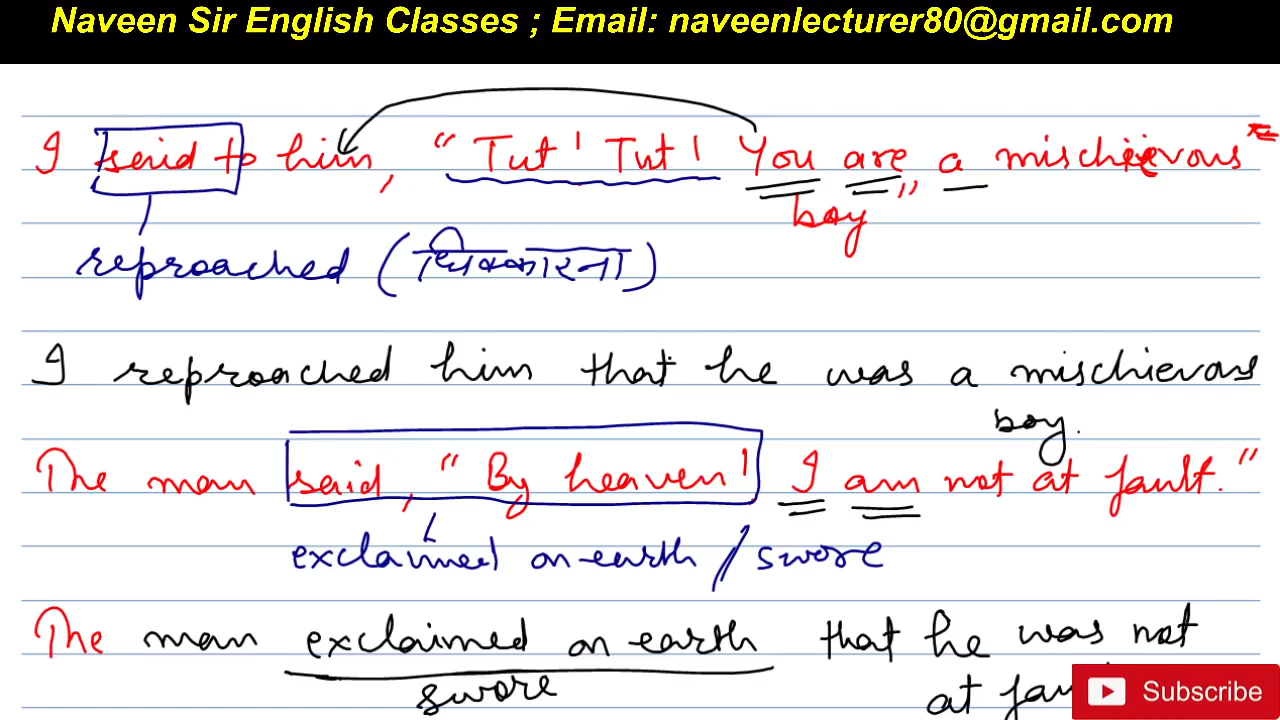 Naveen Sir English Classes ; Email: naveenlecturer80@gmail.com
I said to him, "Tut! Tut! You are a mischievous
boy"
reproached (धिक्कारना)
I reproached him that he was a mischievous
boy.
The man said, "By heaven! I am not at fault."
exclaimed on earth / swore
The man exclaimed on earth that he was not
swore at
Subscribe